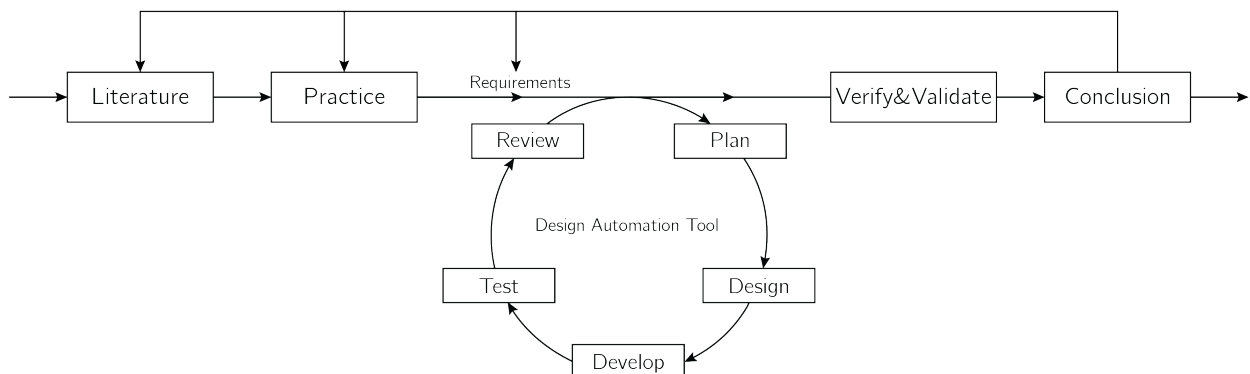 Requirements
Literature
Practice
Verify&Validate
Conclusion
Review
Plan
Design Automation Tool
Test
Design
Develop